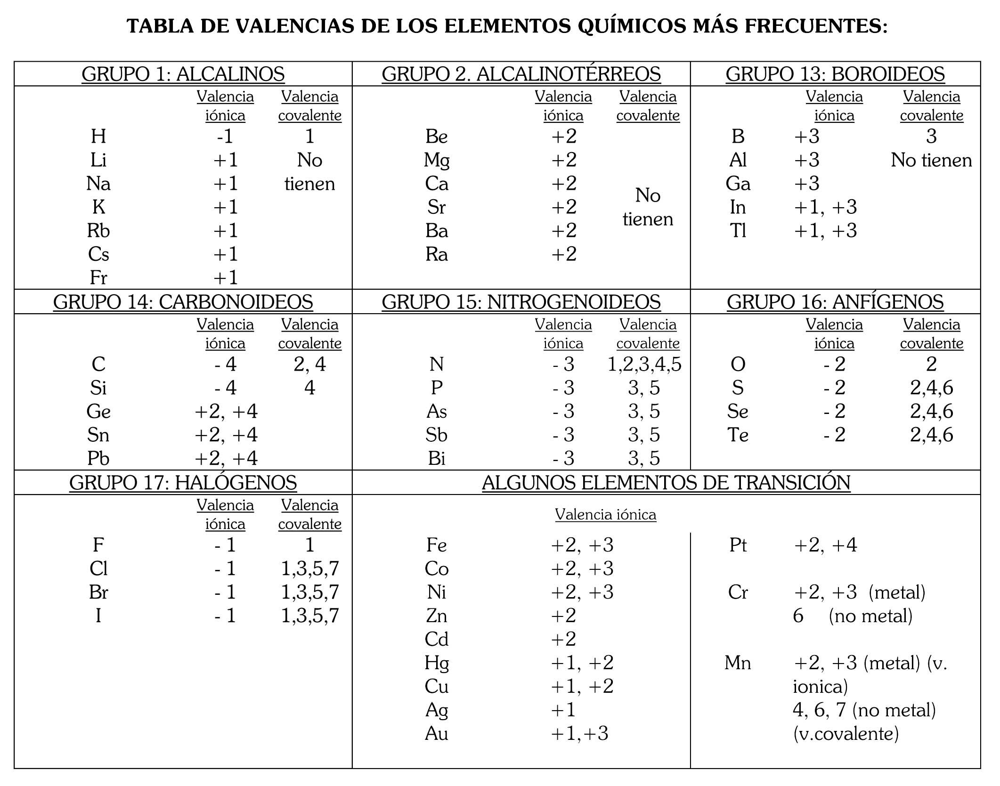 TABLA DE VALENCIAS DE LOS ELEMENTOS QUÍMICOS MÁS FRECUENTES:
GRUPO 1: ALCALINOS
Valencia iónica Valencia covalente
H -1 1
Li +1 No
Na +1 tienen
K +1
Rb +1
Cs +1
Fr +1
GRUPO 2. ALCALINOTÉRREOS
Valencia iónica Valencia covalente
Be +2
Mg +2
Ca +2
No
Sr +2
tienen
Ba +2
Ra +2
GRUPO 13: BOROIDEOS
Valencia iónica Valencia covalente
B +3 3
Al +3 No tienen
Ga +3
In +1, +3
Tl +1, +3
GRUPO 14: CARBONOIDEOS
Valencia iónica Valencia covalente
C - 4 2, 4
Si - 4 4
Ge +2, +4
Sn +2, +4
Pb +2, +4
GRUPO 15: NITROGENOIDEOS
Valencia iónica Valencia covalente
N - 3 1,2,3,4,5
P - 3 3, 5
As - 3 3, 5
Sb - 3 3, 5
Bi - 3 3, 5
GRUPO 16: ANFÍGENOS
Valencia iónica Valencia covalente
O - 2 2
S - 2 2,4,6
Se - 2 2,4,6
Te - 2 2,4,6
GRUPO 17: HALÓGENOS
Valencia iónica Valencia covalente
F - 1 1
Cl - 1 1,3,5,7
Br - 1 1,3,5,7
I - 1 1,3,5,7
ALGUNOS ELEMENTOS DE TRANSICIÓN
Valencia iónica
Fe +2, +3
Co +2, +3
Ni +2, +3
Zn +2
Cd +2
Hg +1, +2
Cu +1, +2
Ag +1
Au +1,+3
Pt +2, +4
Cr +2, +3 (metal)
6 (no metal)
Mn +2, +3 (metal) (v.
ionica)
4, 6, 7 (no metal)
(v.covalente)